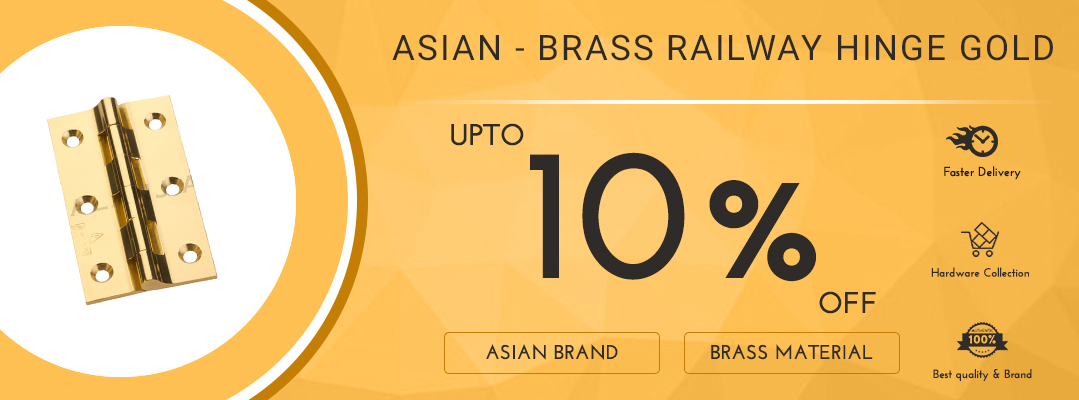 ASIAN - BRASS RAILWAY HINGE GOLD
UPTO
10%
OFF
ASIAN BRAND
BRASS MATERIAL
Faster Delivery
Hardware Collection
100%
Best quality & Brand